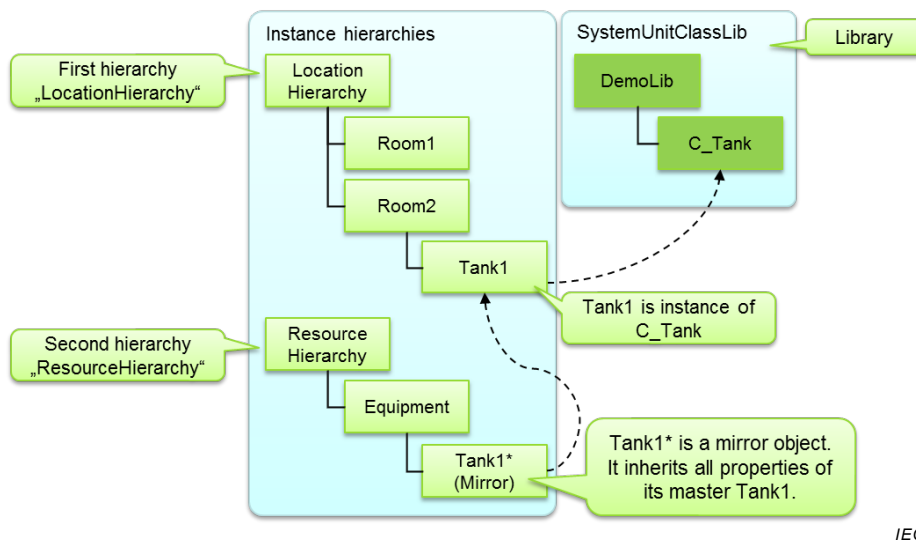 Instance hierarchies
SystemUnitClassLib
Library
First hierarchy
„LocationHierarchy“
Location
Hierarchy
DemoLib
Room1
C_Tank
Room2
Tank1
Tank1 is instance of
C_Tank
Second hierarchy
„ResourceHierarchy“
Resource
Hierarchy
Equipment
Tank1*
(Mirror)
Tank1* is a mirror object.
It inherits all properties of
its master Tank1.
IEC